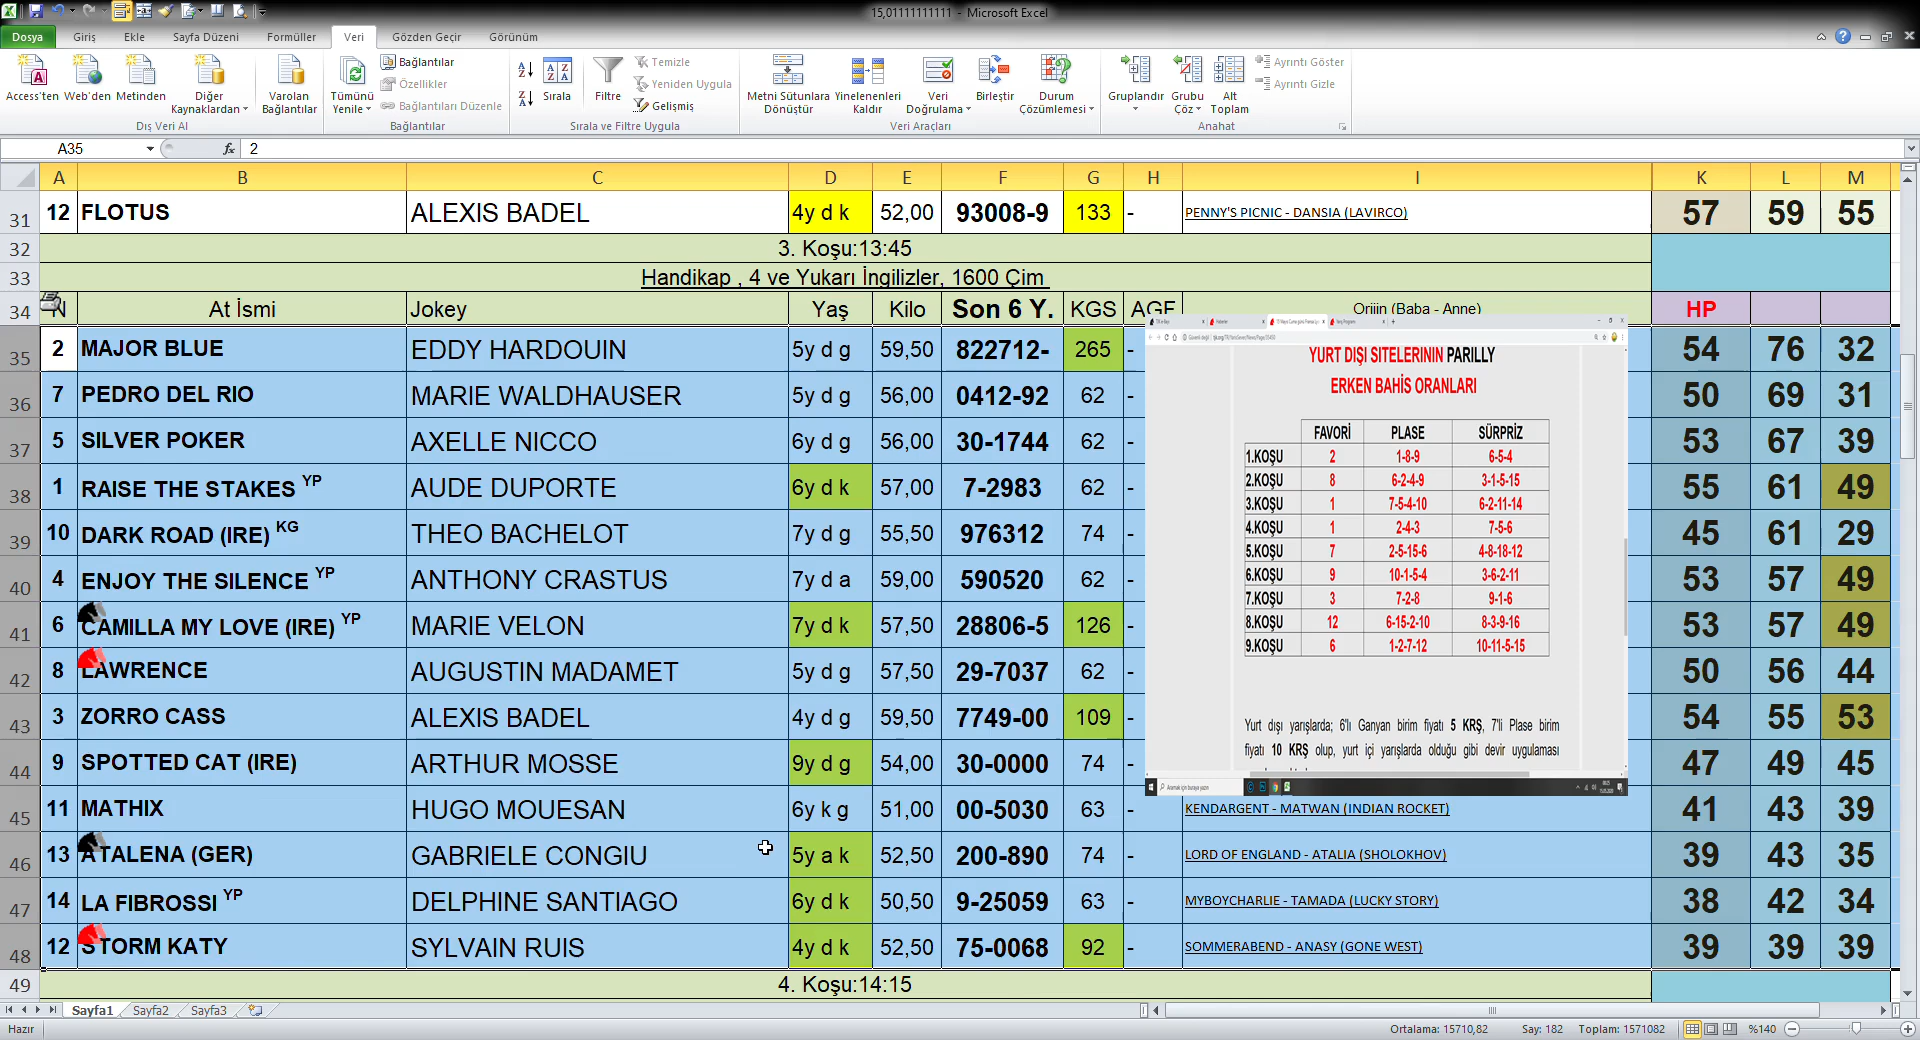 15,01111111111 - Microsoft Excel
Dosya Giriş Ekle Sayfa Düzeni Formüller Veri Gözden Geçir Görünüm
Access'ten Web'den Metinden Diğer Kaynaklardan Varolan Bağlantılar Tümünü Yenile Bağlantılar Özellikler Bağlantıları Düzenle Sırala Filtre Temizle Yeniden Uygula Gelişmiş Metni Sütunlara Dönüştür Yinelenenleri Kaldır Veri Doğrulama Birleştir Durum Çözümlemesi Gruplandır Grubu Çöz Alt Toplam Ayrıntı Göster Ayrıntı Gizle
Dış Veri Al Bağlantılar Sırala ve Filtre Uygula Veri Araçları Anahat
A35 fx 2
A B C D E F G H I K L M
31 12 FLOTUS ALEXIS BADEL 4y d k 52,00 93008-9 133 - PENNY'S PICNIC - DANSIA (LAVIRCO) 57 59 55
32 3. Koşu:13:45
33 Handikap , 4 ve Yukarı İngilizler, 1600 Çim
34 N At İsmi Jokey Yaş Kilo Son 6 Y. KGS AGF Orijin (Baba - Anne) HP
35 2 MAJOR BLUE EDDY HARDOUIN 5y d g 59,50 822712- 265 - 54 76 32
36 7 PEDRO DEL RIO MARIE WALDHAUSER 5y d g 56,00 0412-92 62 - 50 69 31
37 5 SILVER POKER AXELLE NICCO 6y d g 56,00 30-1744 62 - 53 67 39
38 1 RAISE THE STAKES YP AUDE DUPORTE 6y d k 57,00 7-2983 62 - 55 61 49
39 10 DARK ROAD (IRE) KG THEO BACHELOT 7y d g 55,50 976312 74 - 45 61 29
40 4 ENJOY THE SILENCE YP ANTHONY CRASTUS 7y d a 59,00 590520 62 - 53 57 49
41 6 CAMILLA MY LOVE (IRE) YP MARIE VELON 7y d k 57,50 28806-5 126 - 53 57 49
42 8 LAWRENCE AUGUSTIN MADAMET 5y d g 57,50 29-7037 62 - 50 56 44
43 3 ZORRO CASS ALEXIS BADEL 4y d g 59,50 7749-00 109 - 54 55 53
44 9 SPOTTED CAT (IRE) ARTHUR MOSSE 9y d g 54,00 30-0000 74 - 47 49 45
45 11 MATHIX HUGO MOUESAN 6y k g 51,00 00-5030 63 - KENDARGENT - MATWAN (INDIAN ROCKET) 41 43 39
46 13 ATALENA (GER) GABRIELE CONGIU 5y a k 52,50 200-890 74 - LORD OF ENGLAND - ATALIA (SHOLOKHOV) 39 43 35
47 14 LA FIBROSSI YP DELPHINE SANTIAGO 6y d k 50,50 9-25059 63 - MYBOYCHARLIE - TAMADA (LUCKY STORY) 38 42 34
48 12 STORM KATY SYLVAIN RUIS 4y d k 52,50 75-0068 92 - SOMMERABEND - ANASY (GONE WEST) 39 39 39
49 4. Koşu:14:15
YURT DIŞI SİTELERİNİN PARILLY
ERKEN BAHİS ORANLARI
FAVORİ PLASE SÜRPRİZ
1.KOŞU 2 1-8-9 6-5-4
2.KOŞU 8 6-2-4-9 3-1-5-15
3.KOŞU 1 7-5-4-10 6-2-11-14
4.KOŞU 1 2-4-3 7-5-6
5.KOŞU 7 2-5-15-6 4-8-18-12
6.KOŞU 9 10-1-5-4 3-6-2-11
7.KOŞU 3 7-2-8 9-1-6
8.KOŞU 12 6-15-2-10 8-3-9-16
9.KOŞU 6 1-2-7-12 10-11-5-15
Yurt dışı yarışlarda; 6'lı Ganyan birim fiyatı 5 KRŞ, 7'li Plase birim
fiyatı 10 KRŞ olup, yurt içi yarışlarda olduğu gibi devir uygulaması
Aramak için buraya yazın
Sayfa1 Sayfa2 Sayfa3
Hazır Ortalama: 15710,82 Say: 182 Toplam: 1571082 %140